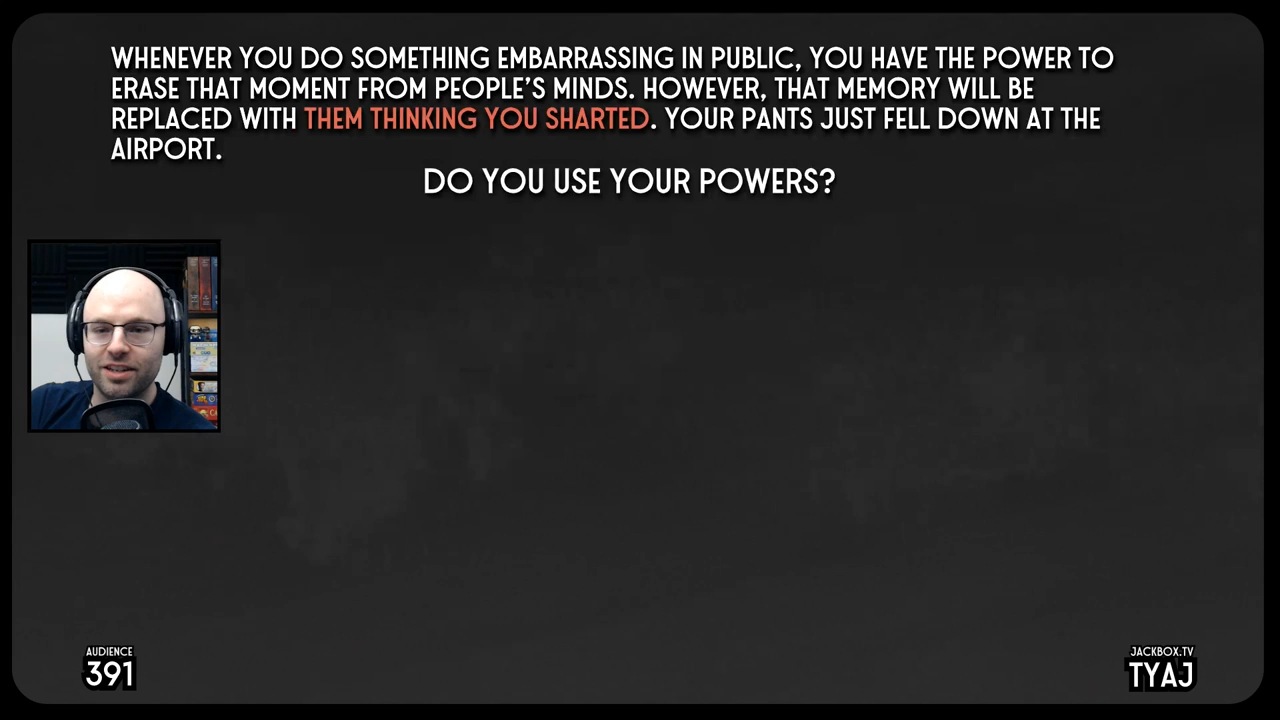 WHENEVER YOU DO SOMETHING EMBARRASSING IN PUBLIC, YOU HAVE THE POWER TO
ERASE THAT MOMENT FROM PEOPLE'S MINDS. HOWEVER, THAT MEMORY WILL BE
REPLACED WITH THEM THINKING YOU SHARTED. YOUR PANTS JUST FELL DOWN AT THE
AIRPORT.
DO YOU USE YOUR POWERS?
AUDIENCE
391
JACKBOX.TV
TYAJ